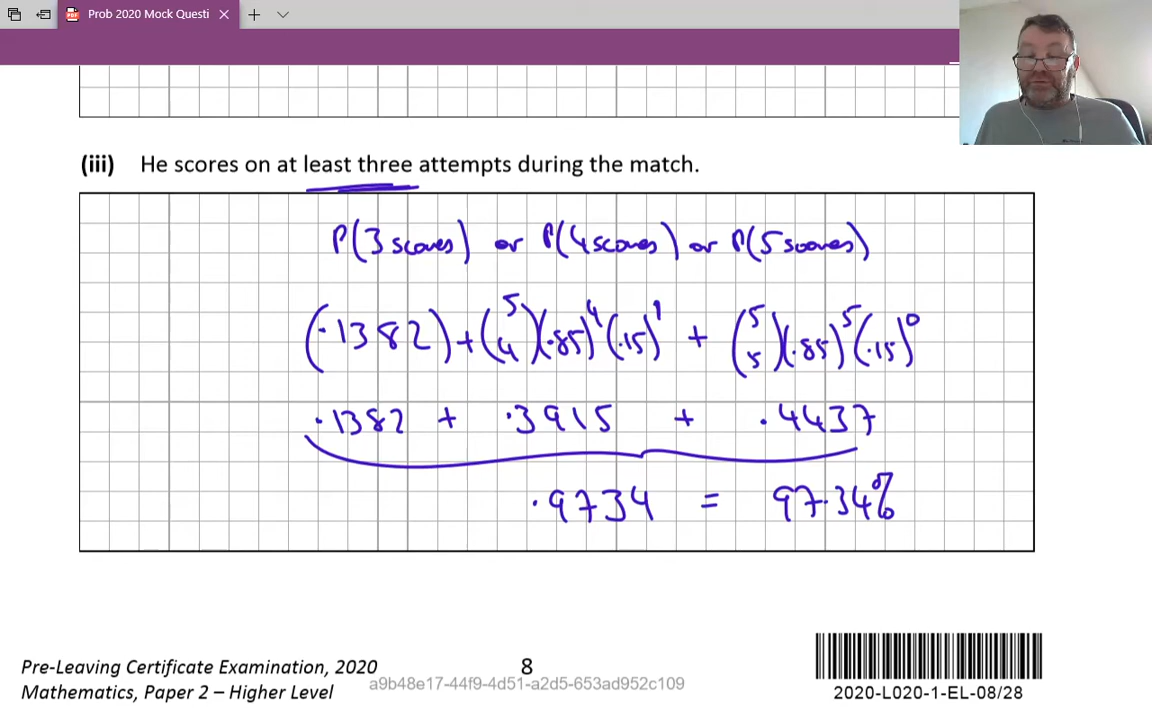 Prob 2020 Mock Questi
(iii) He scores on at least three attempts during the match.
P(3 scores) or P(4 scores) or P(5 scores)
(.1382)+(5 4)(.85)^4(.15)^1 + (5 5)(.85)^5(.15)^0
.1382 + .3915 + .4437
.9734 = 97.34%
Pre-Leaving Certificate Examination, 2020
8
Mathematics, Paper 2 – Higher Level
a9b48e17-44f9-4d51-a2d5-653ad952c109
2020-L020-1-EL-08/28